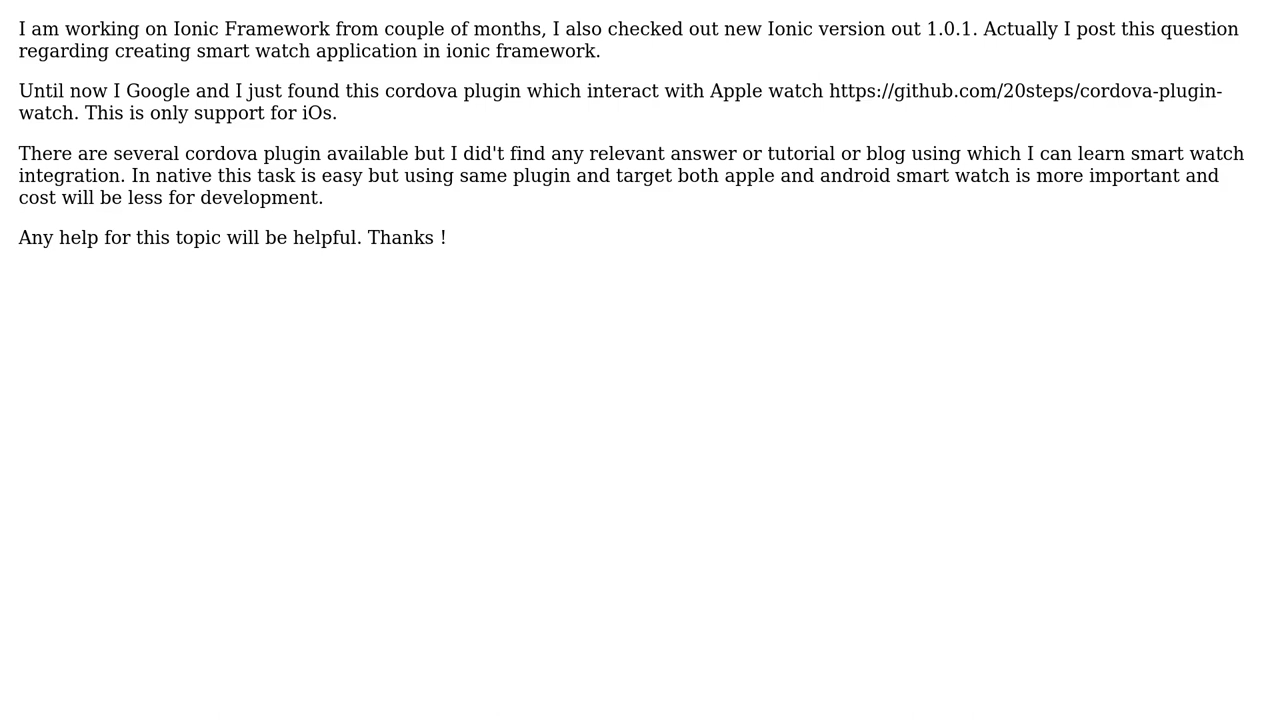 I am working on Ionic Framework from couple of months, I also checked out new Ionic version out 1.0.1. Actually I post this question
regarding creating smart watch application in ionic framework.
Until now I Google and I just found this cordova plugin which interact with Apple watch https://github.com/20steps/cordova-plugin-
watch. This is only support for iOs.
There are several cordova plugin available but I did't find any relevant answer or tutorial or blog using which I can learn smart watch
integration. In native this task is easy but using same plugin and target both apple and android smart watch is more important and
cost will be less for development.
Any help for this topic will be helpful. Thanks !